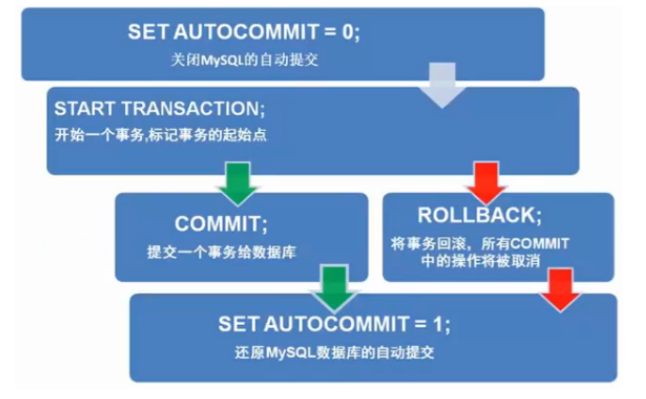 SET AUTOCOMMIT = 0;
关闭MySQL的自动提交
START TRANSACTION;
开始一个事务,标记事务的起始点
COMMIT;
提交一个事务给数据库
ROLLBACK;
将事务回滚，所有COMMIT
中的操作将被取消
SET AUTOCOMMIT = 1;
还原MySQL数据库的自动提交